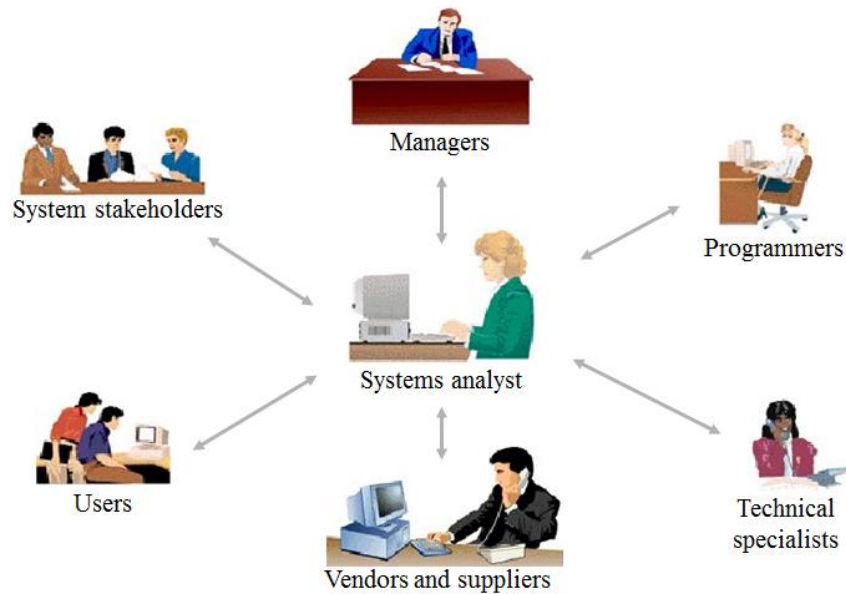 Managers
System stakeholders
Programmers
Systems analyst
Users
Technical
specialists
Vendors and suppliers